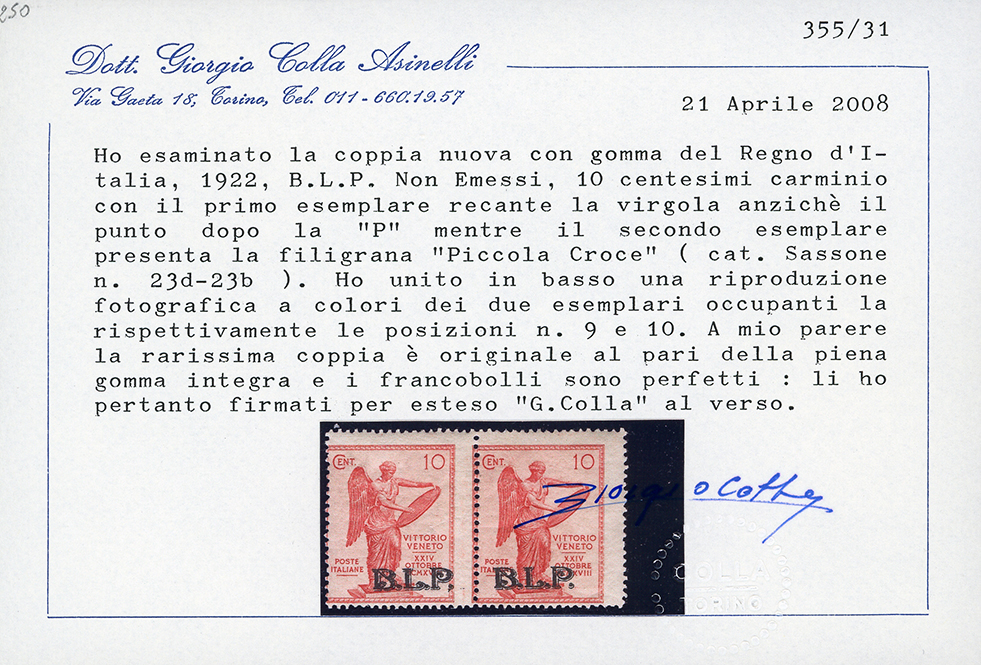 250
355/31
Dott. Giorgio Colla Asinelli
Via Gaeta 18, Torino, Tel. 011-660.19.57
21 Aprile 2008
Ho esaminato la coppia nuova con gomma del Regno d'I-
talia, 1922, B.L.P. Non Emessi, 10 centesimi carminio
con il primo esemplare recante la virgola anzichè il
punto dopo la "P" mentre il secondo esemplare
presenta la filigrana "Piccola Croce" ( cat. Sassone
n. 23d-23b ). Ho unito in basso una riproduzione
fotografica a colori dei due esemplari occupanti la
rispettivamente le posizioni n. 9 e 10. A mio parere
la rarissima coppia è originale al pari della piena
gomma integra e i francobolli sono perfetti : li ho
pertanto firmati per esteso "G.Colla" al verso.
CENT. 10
VITTORIO
VENETO
XXIV
OTTOBRE
POSTE
ITALIANE
B.L.P,
CENT. 10
VITTORIO
VENETO
XXIV
OTTOBRE
POSTE
B.L.P.
Giorgio Colla
COLLA
TORINO